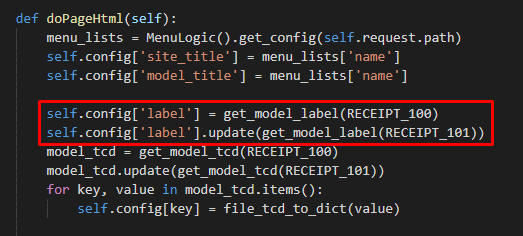 def doPageHtml(self):
menu_lists = MenuLogic().get_config(self.request.path)
self.config['site_title'] = menu_lists['name']
self.config['model_title'] = menu_lists['name']
self.config['label'] = get_model_label(RECEIPT_100)
self.config['label'].update(get_model_label(RECEIPT_101))
model_tcd = get_model_tcd(RECEIPT_100)
model_tcd.update(get_model_tcd(RECEIPT_101))
for key, value in model_tcd.items():
self.config[key] = file_tcd_to_dict(value)